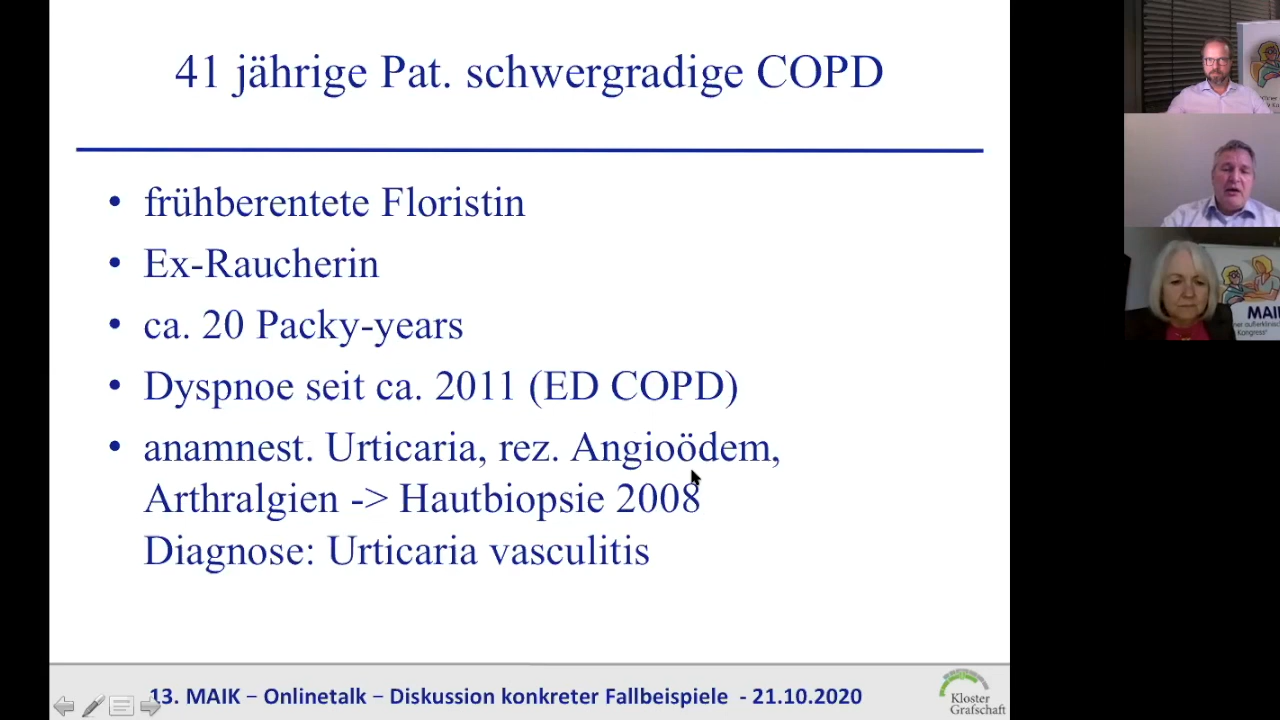 41 jährige Pat. schwergradige COPD
• frühberentete Floristin
• Ex-Raucherin
• ca. 20 Packy-years
• Dyspnoe seit ca. 2011 (ED COPD)
• anamnest. Urticaria, rez. Angioödem,
Arthralgien -> Hautbiopsie 2008
Diagnose: Urticaria vasculitis
13. MAIK – Onlinetalk – Diskussion konkreter Fallbeispiele - 21.10.2020
Kloster
Grafschaft
Kongress